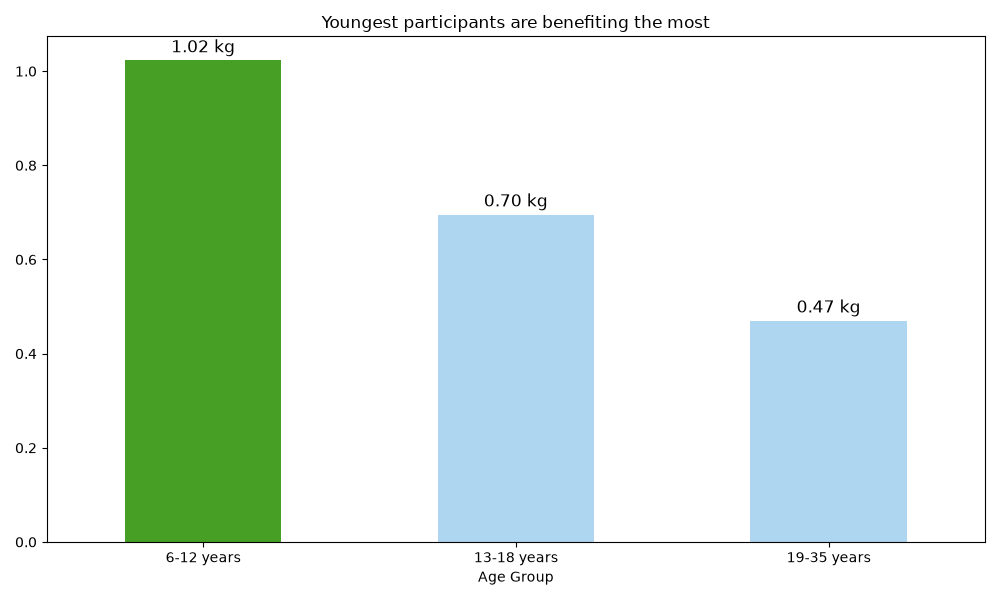 Youngest participants are benefiting the most
1.02 kg
0.70 kg
0.47 kg
1.0
0.8
0.6
0.4
0.2
0.0
6-12 years
13-18 years
19-35 years
Age Group